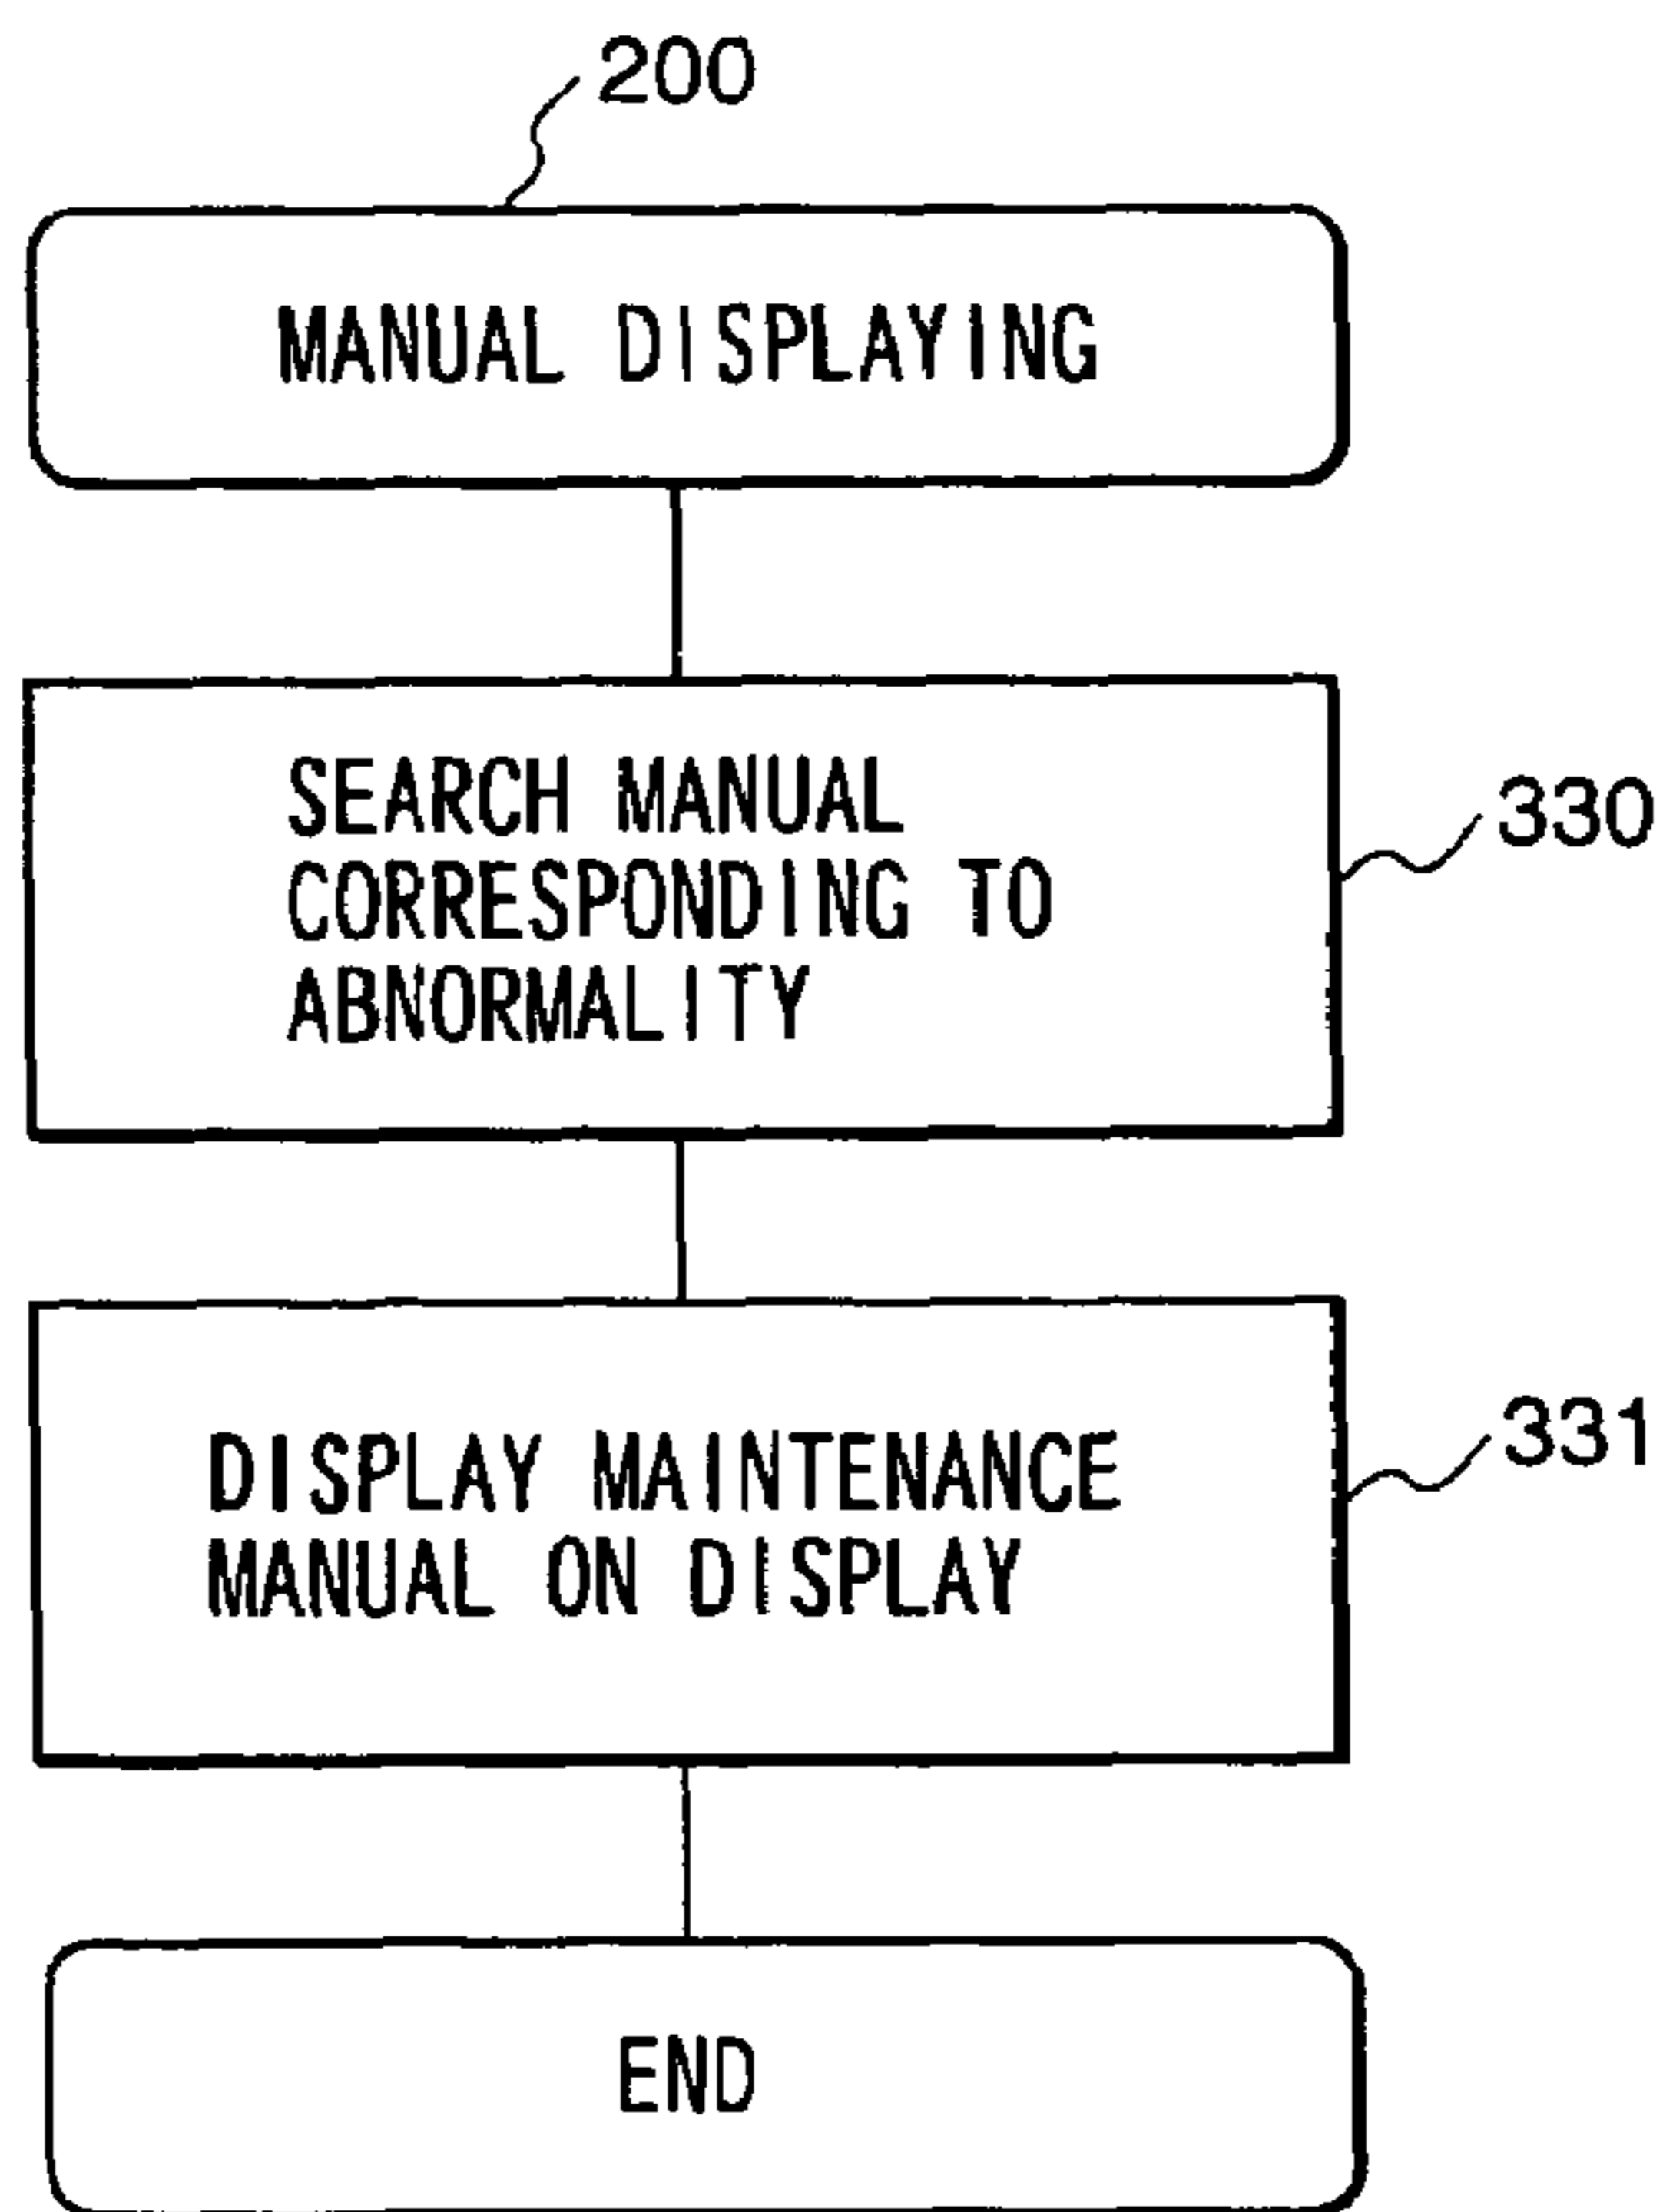 200
MANUAL DISPLAYING
SEARCH MANUAL
CORRESPONDING TO
ABNORMALITY
330
DISPLAY MAINTENANCE
MANUAL ON DISPLAY
331
END